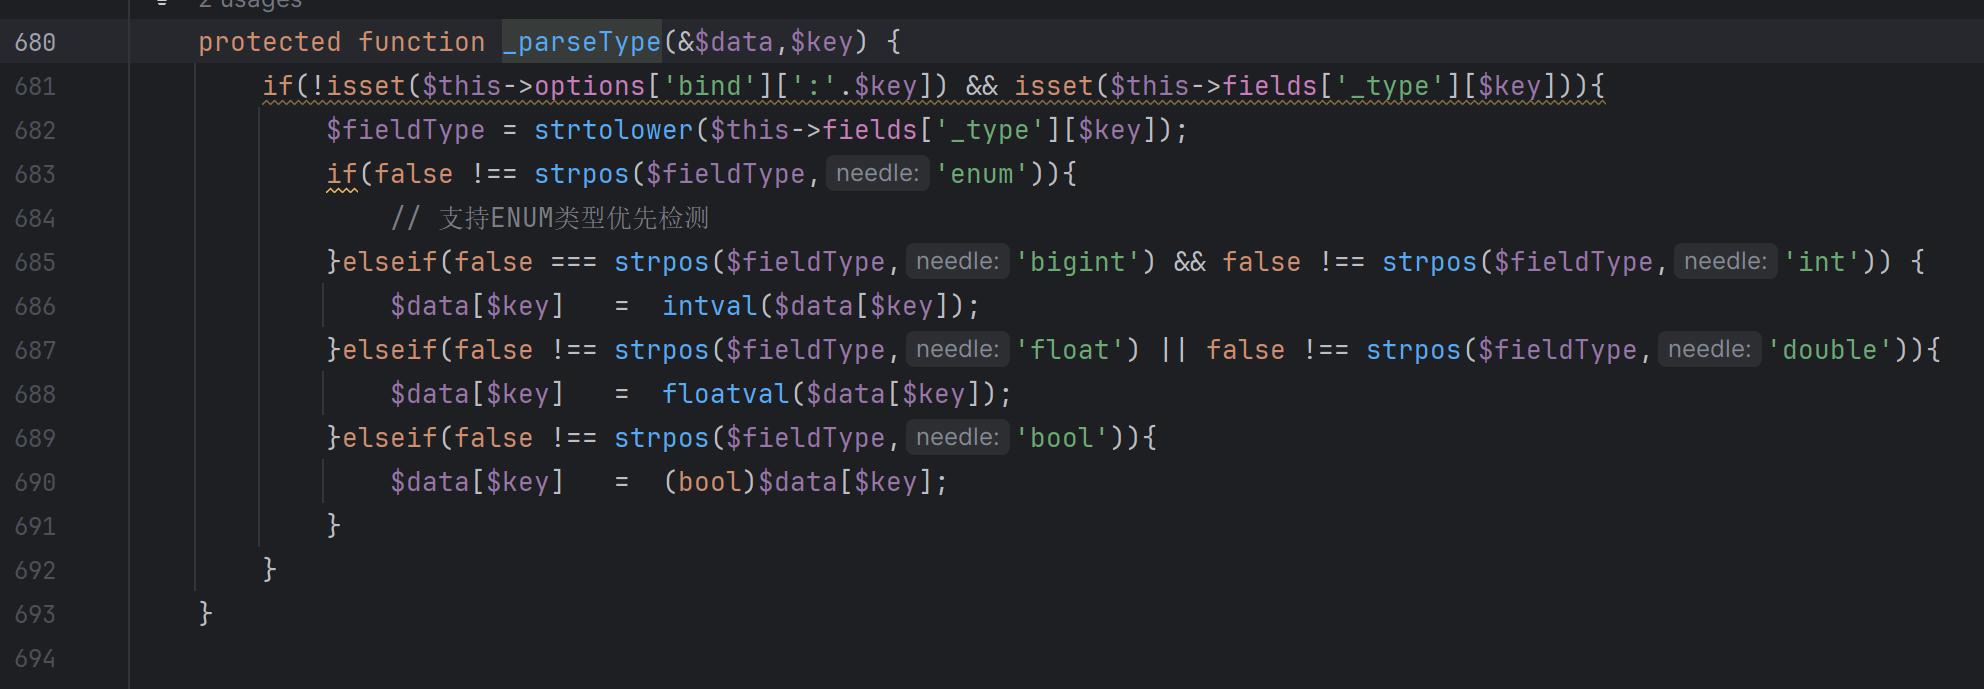 2 usages
680 protected function _parseType(&$data,$key) {
681 if(!isset($this->options['bind'][':'.$key]) && isset($this->fields['_type'][$key])){
682 $fieldType = strtolower($this->fields['_type'][$key]);
683 if(false !== strpos($fieldType, needle: 'enum')){
684 // 支持ENUM类型优先检测
685 }elseif(false === strpos($fieldType, needle: 'bigint') && false !== strpos($fieldType, needle: 'int')) {
686 $data[$key]   =  intval($data[$key]);
687 }elseif(false !== strpos($fieldType, needle: 'float') || false !== strpos($fieldType, needle: 'double')){
688 $data[$key]   =  floatval($data[$key]);
689 }elseif(false !== strpos($fieldType, needle: 'bool')){
690 $data[$key]   =  (bool)$data[$key];
691 }
692 }
693 }
694